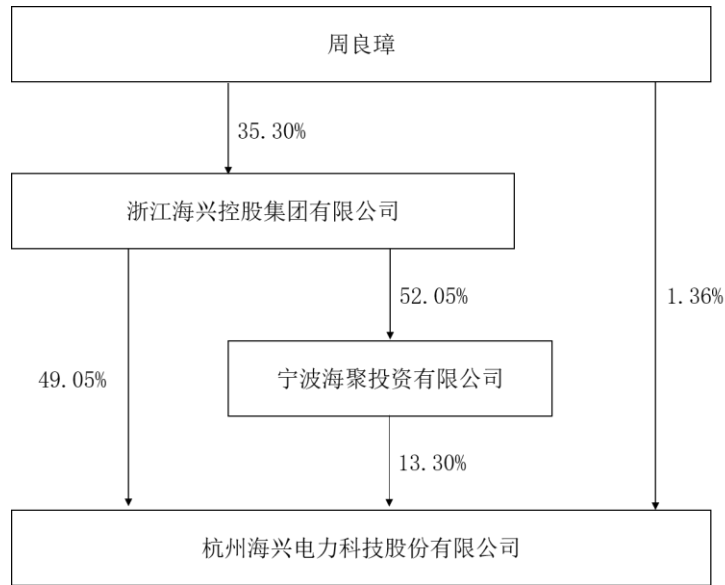 周良璋
35.30%
浙江海兴控股集团有限公司
52.05%
1.36%
49.05%
宁波海聚投资有限公司
13.30%
杭州海兴电力科技股份有限公司